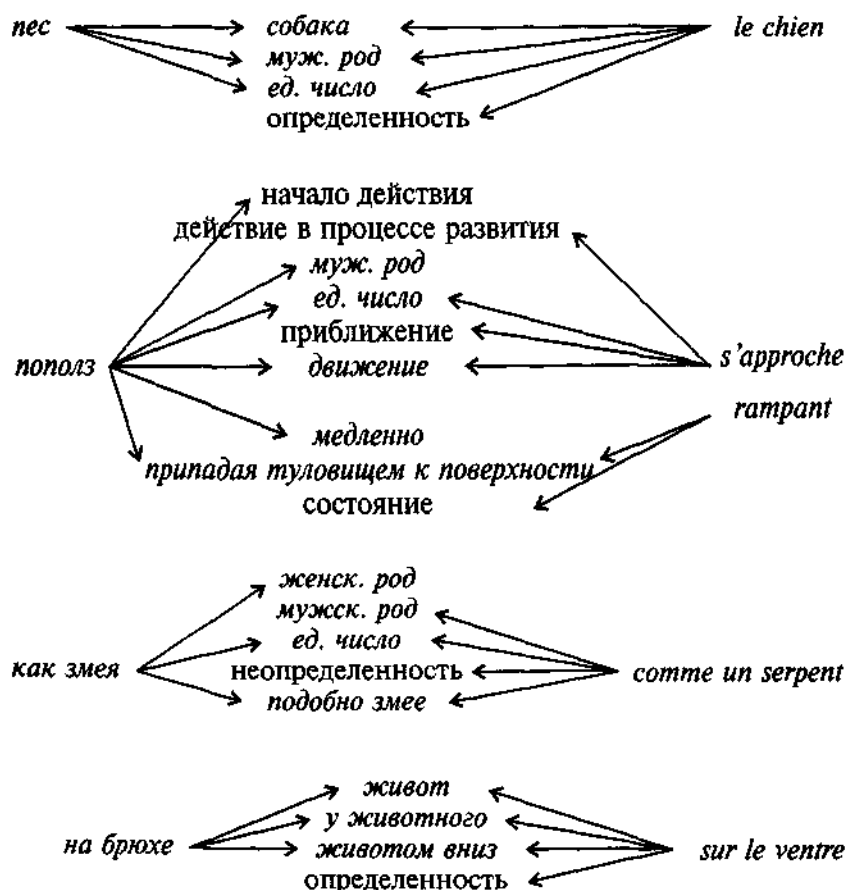 пес собака le chien
муж. род
ед. число
определенность
начало действия
действие в процессе развития
муж. род
ед. число
приближение
пополз движение s'approche
rampant
медленно
припадая туловищем к поверхности
состояние
женск. род
мужск. род
ед. число
как змея неопределенность comme un serpent
подобно змее
живот
у животного
на брюхе животом вниз sur le ventre
определенность